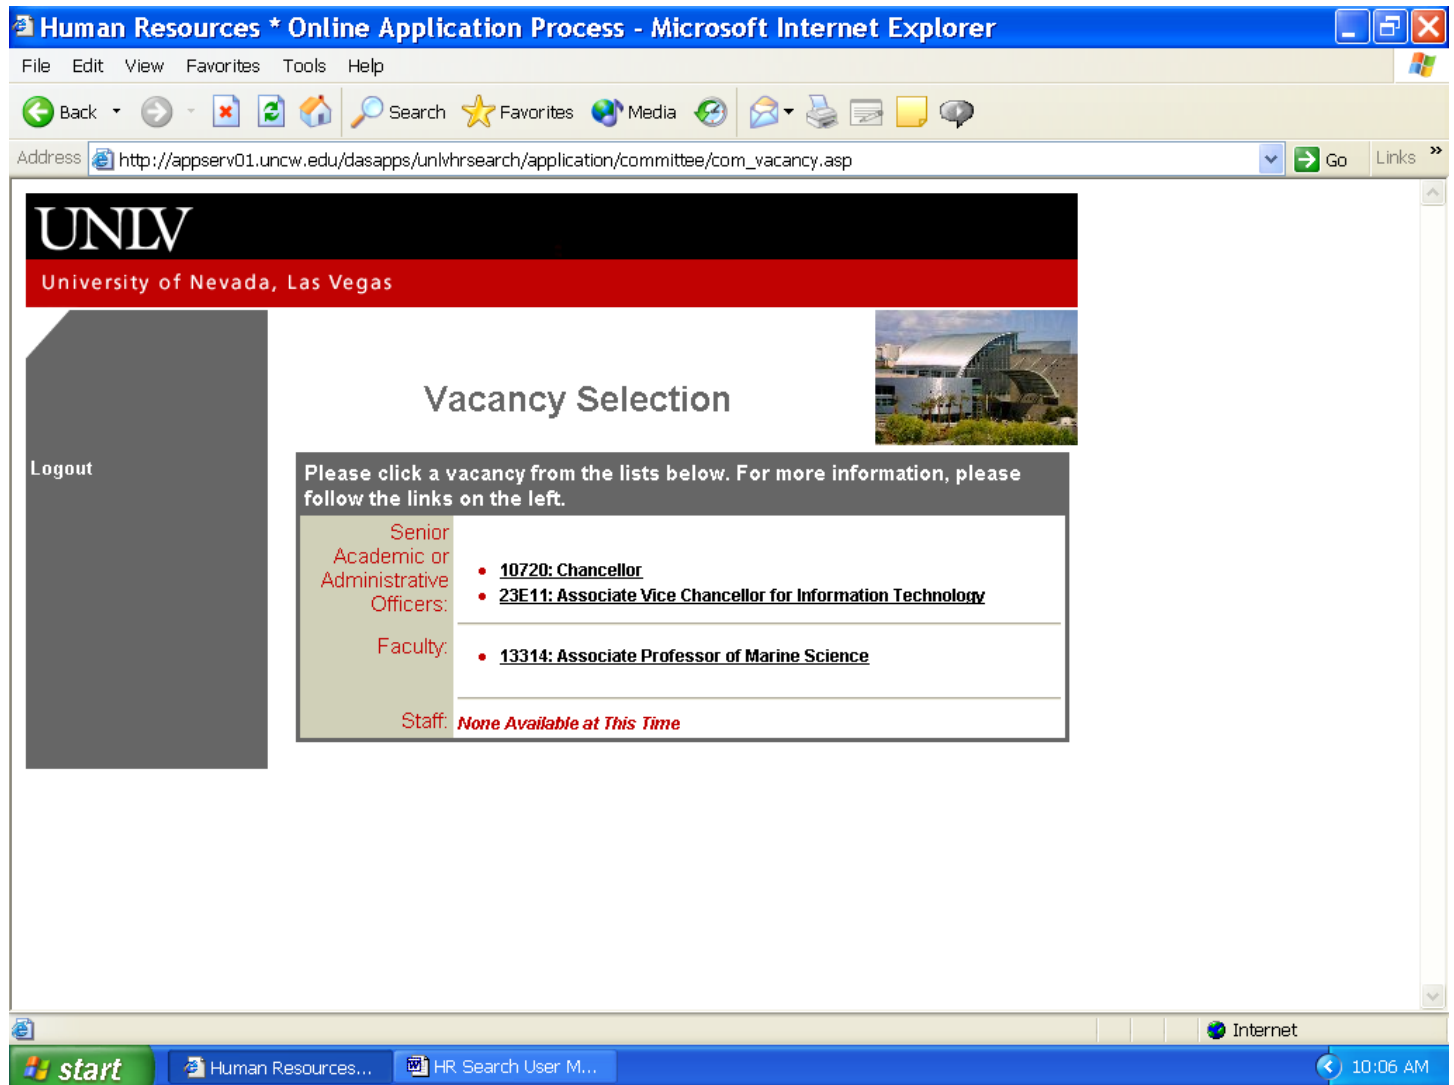 Human Resources * Online Application Process - Microsoft Internet Explorer
File Edit View Favorites Tools Help
Back Search Favorites Media
Address http://appserv01.uncw.edu/dasapps/unlvhrsearch/application/committee/com_vacancy.asp Go Links »
UNLV
University of Nevada, Las Vegas
Vacancy Selection
Logout
Please click a vacancy from the lists below. For more information, please
follow the links on the left.
Senior
Academic or
Administrative
Officers:
• 10720: Chancellor
• 23E11: Associate Vice Chancellor for Information Technology
Faculty:
• 13314: Associate Professor of Marine Science
Staff: None Available at This Time
Internet
start Human Resources... HR Search User M... 10:06 AM